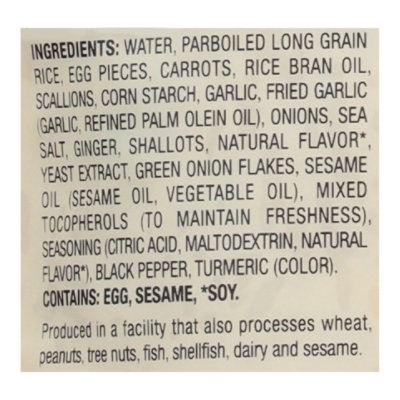 INGREDIENTS: WATER, PARBOILED LONG GRAIN
RICE, EGG PIECES, CARROTS, RICE BRAN OIL,
SCALLIONS, CORN STARCH, GARLIC, FRIED GARLIC
(GARLIC, REFINED PALM OLEIN OIL), ONIONS, SEA
SALT, GINGER, SHALLOTS, NATURAL FLAVOR*,
YEAST EXTRACT, GREEN ONION FLAKES, SESAME
OIL (SESAME OIL, VEGETABLE OIL), MIXED
TOCOPHEROLS (TO MAINTAIN FRESHNESS),
SEASONING (CITRIC ACID, MALTODEXTRIN, NATURAL
FLAVOR*), BLACK PEPPER, TURMERIC (COLOR).
CONTAINS: EGG, SESAME, *SOY.
Produced in a facility that also processes wheat,
peanuts, tree nuts, fish, shellfish, dairy and sesame.